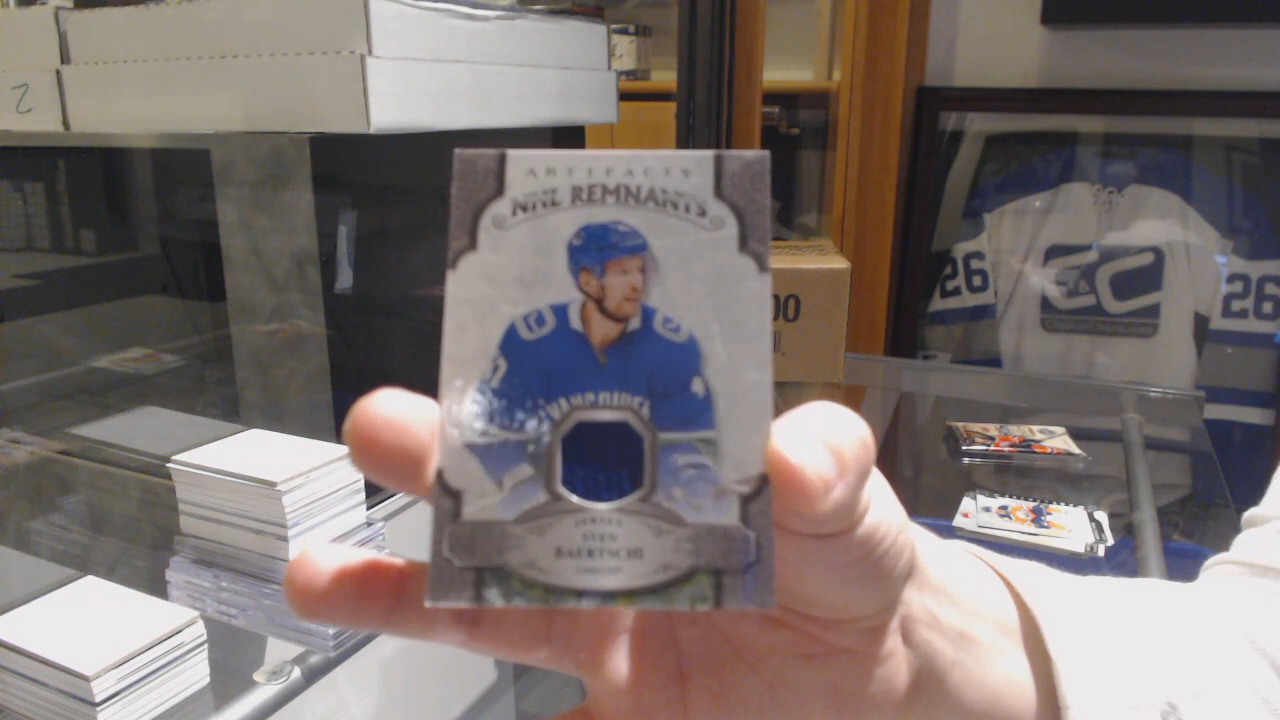 2
ARTIFACTS
NHL REMNANTS
VANCOUVER
JERSEY
SVEN
BAERTSCHI
00
26
C&C
26